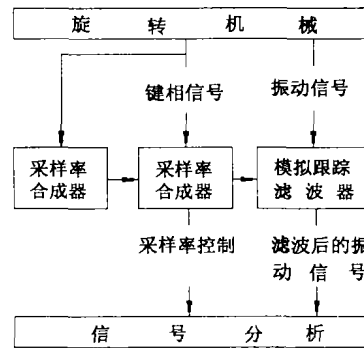 旋转机械
键相信号
振动信号
采样率
合成器
采样率
合成器
模拟跟踪
滤波器
采样率控制
滤波后的振
动信号
信号分析